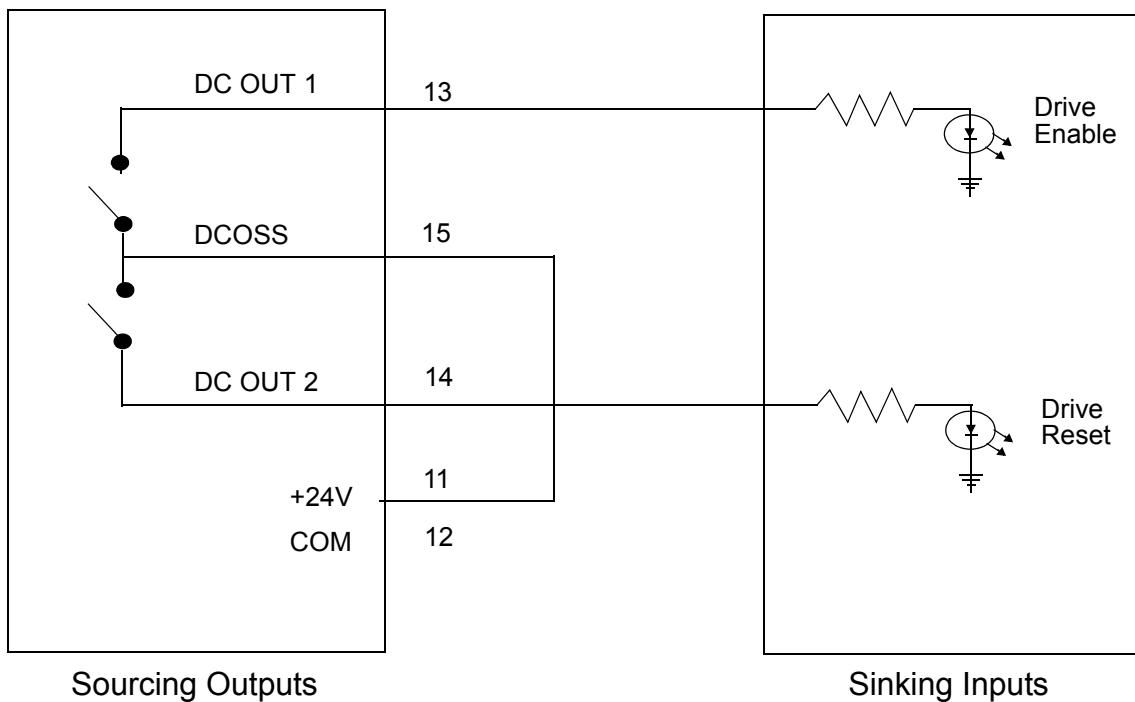 DC OUT 1
13
Drive
Enable
DCOSS
15
DC OUT 2
14
Drive
Reset
+24V
11
COM
12
Sourcing Outputs
Sinking Inputs